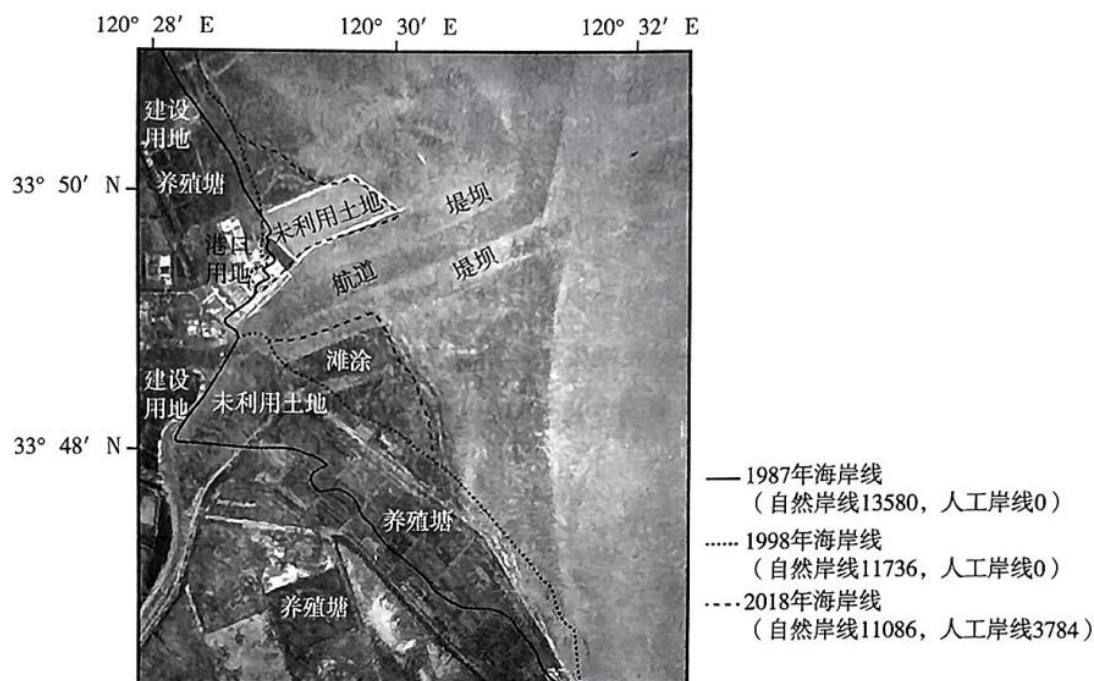 120° 28′ E
120° 30′ E
120° 32′ E
建设
用地
33° 50′ N
养殖塘
未利用土地
堤坝
港口
用地
航道
堤坝
滩涂
建设
用地
未利用土地
33° 48′ N
养殖塘
养殖塘
1987年海岸线
（自然岸线13580，人工岸线0）
1998年海岸线
（自然岸线11736，人工岸线0）
2018年海岸线
（自然岸线11086，人工岸线3784）